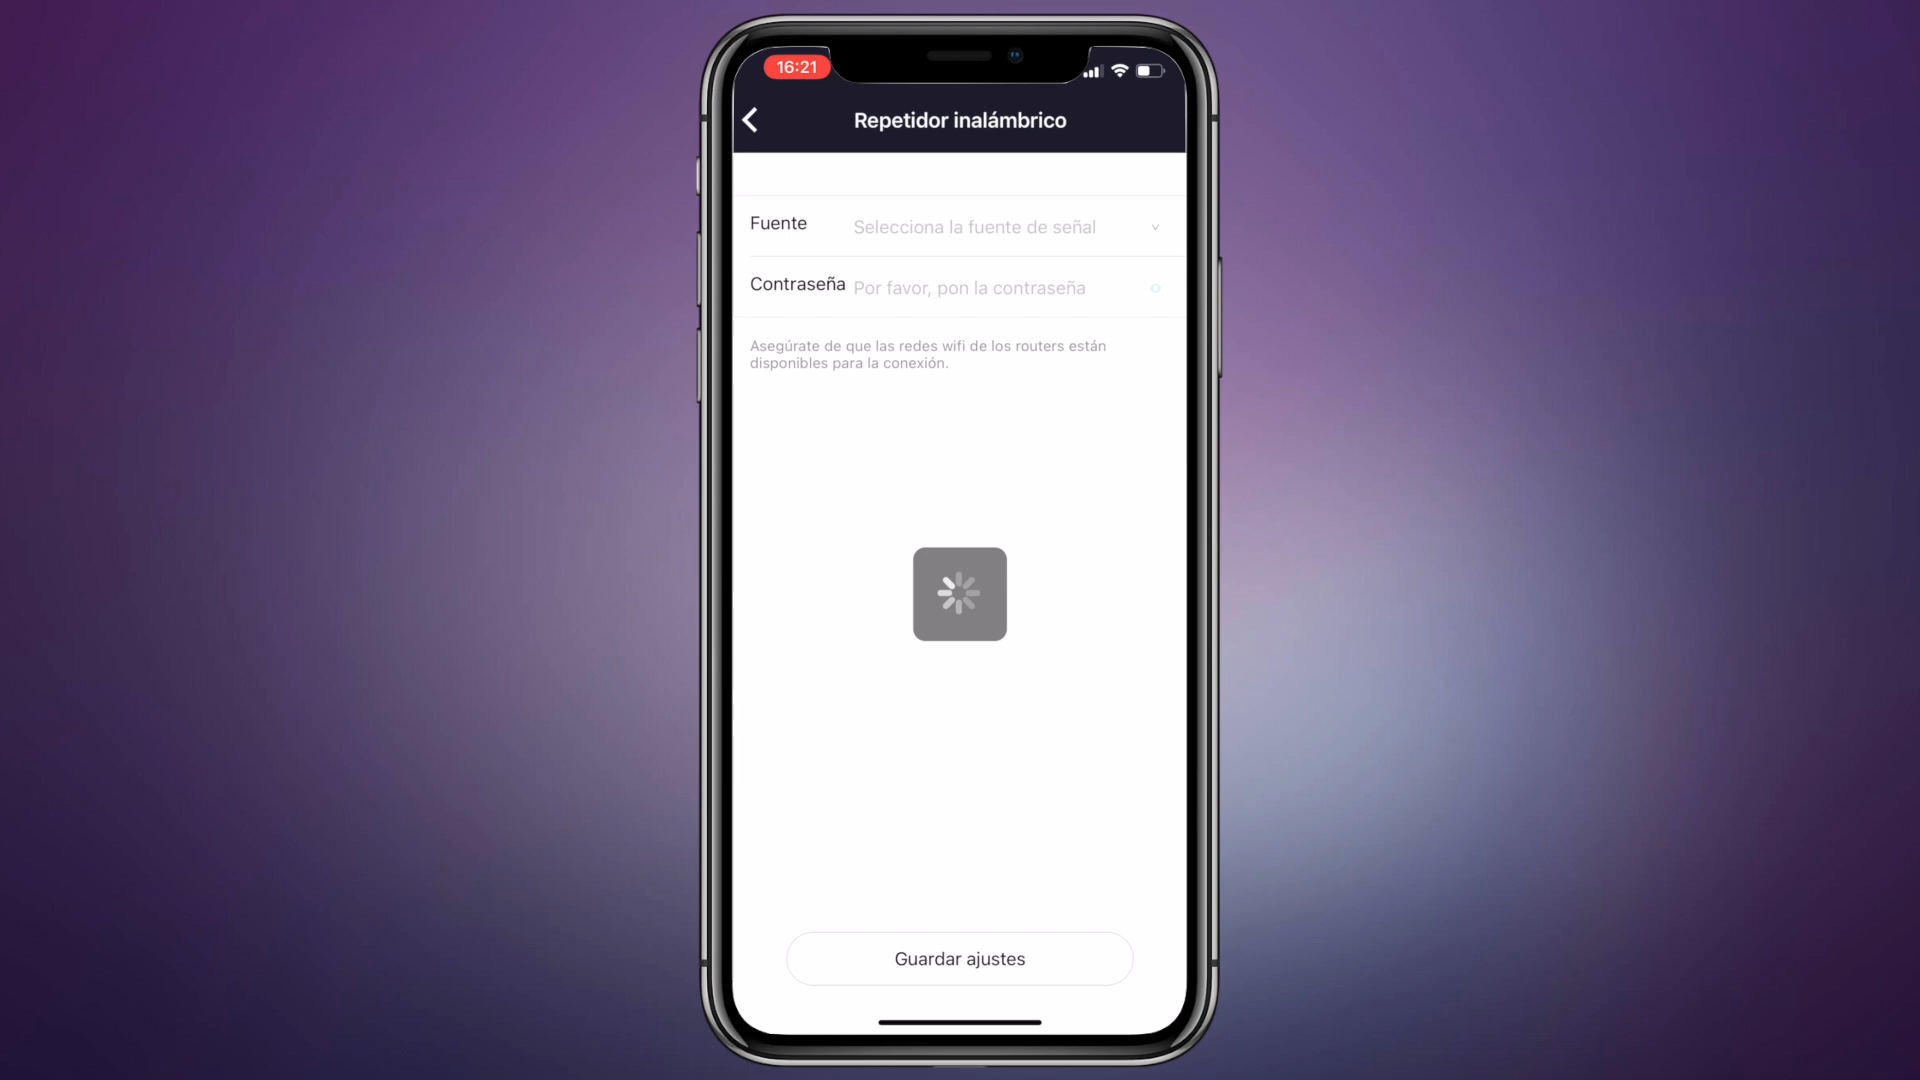 16:21
Repetidor inalámbrico
Fuente
Selecciona la fuente de señal
Contraseña
Por favor, pon la contraseña
Asegúrate de que las redes wifi de los routers están
disponibles para la conexión.
Guardar ajustes